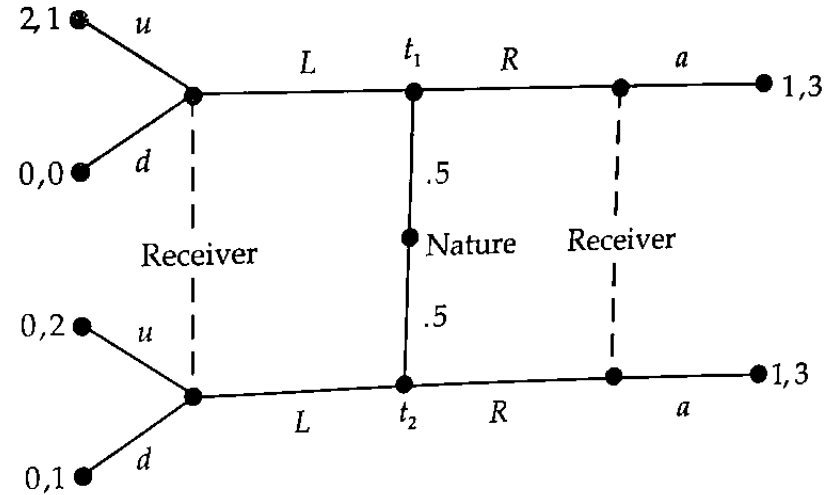 2,1
u
L
t₁
R
a
1,3
0,0
d
.5
Receiver
Nature
Receiver
.5
0,2
u
L
t₂
R
a
1,3
0,1
d